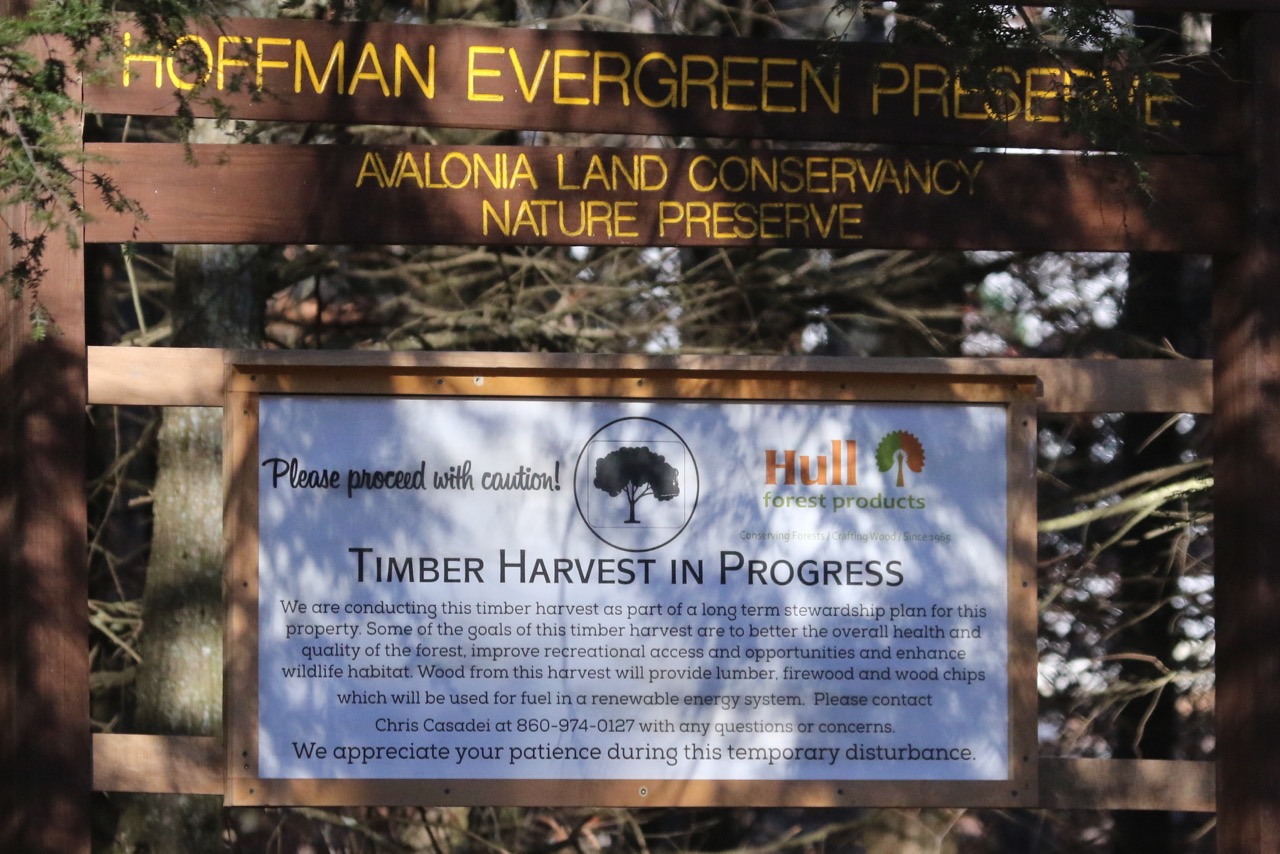 HOFFMAN EVERGREEN PRESERVE
AVALONIA LAND CONSERVANCY
NATURE PRESERVE
Please proceed with caution!
Hull
forest products
Conserving Forests / Crafting Wood / Since 1965
TIMBER HARVEST IN PROGRESS
We are conducting this timber harvest as part of a long term stewardship plan for this
property. Some of the goals of this timber harvest are to better the overall health and
quality of the forest, improve recreational access and opportunities and enhance
wildlife habitat. Wood from this harvest will provide lumber, firewood and wood chips
which will be used for fuel in a renewable energy system. Please contact
Chris Casadei at 860-974-0127 with any questions or concerns.
We appreciate your patience during this temporary disturbance.